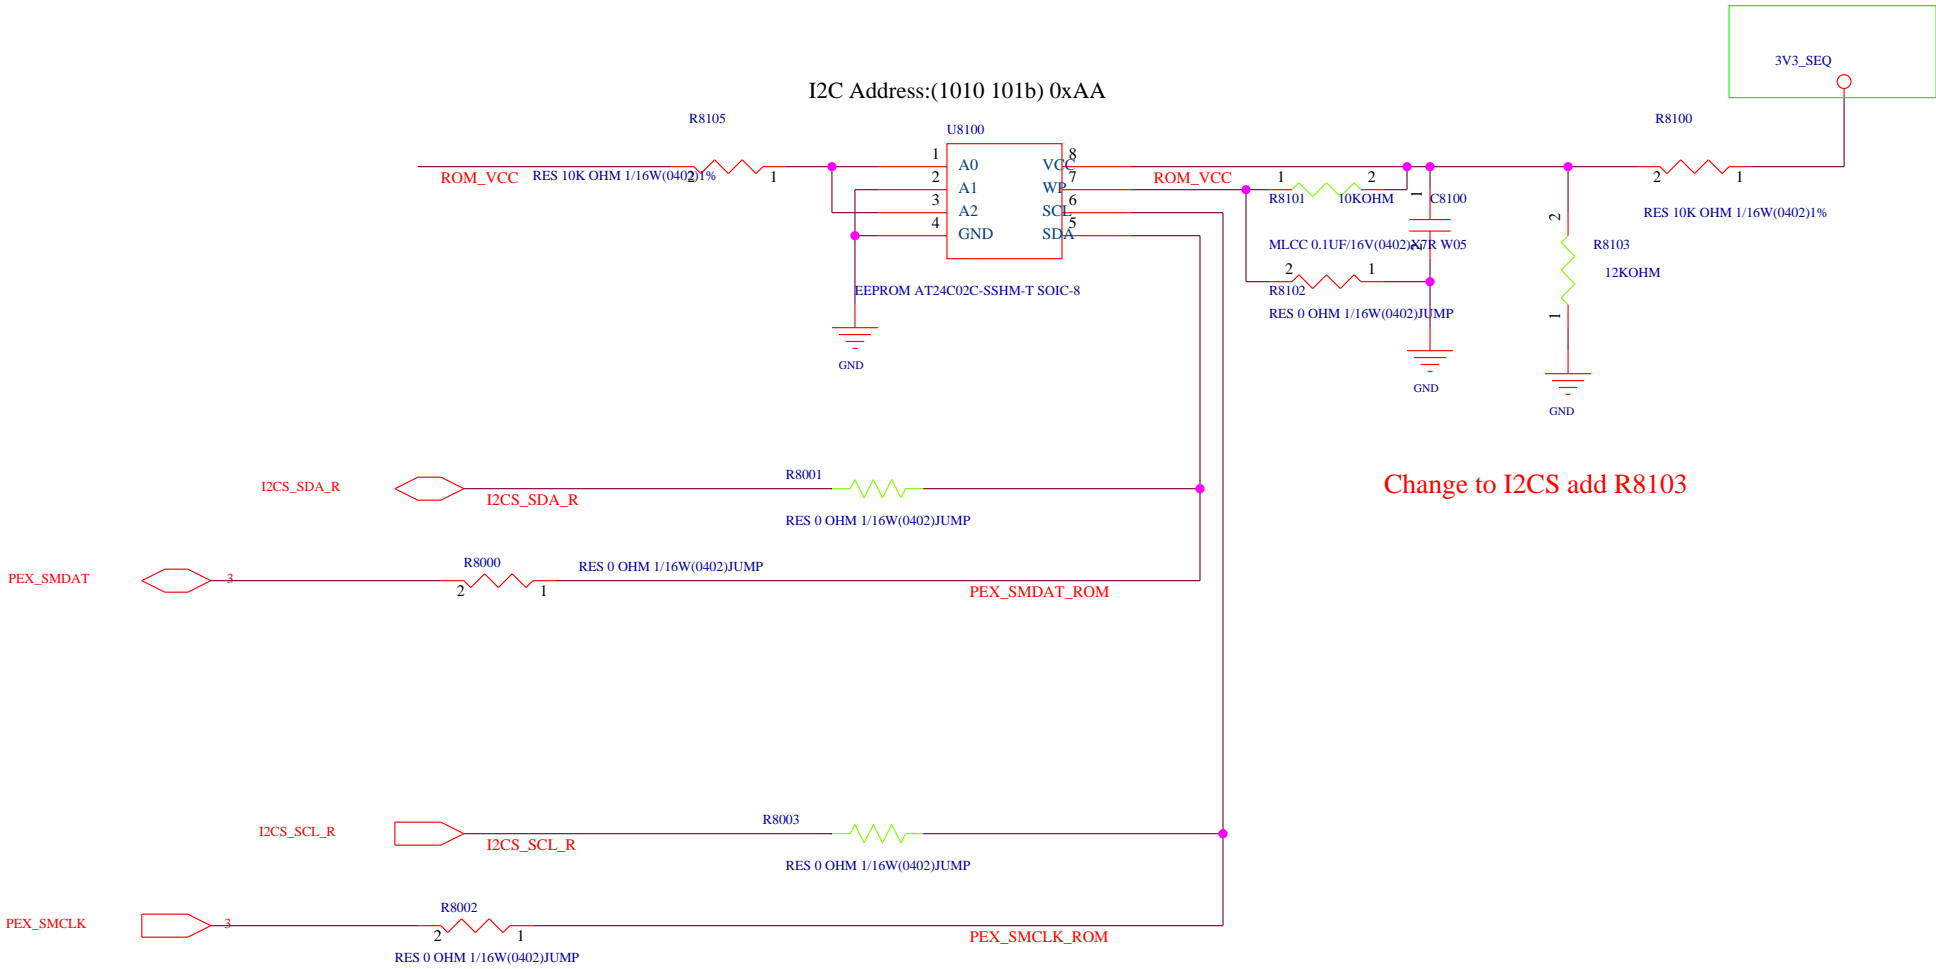 3V3_SEQ
I2C Address:(1010 101b) 0xAA
R8105
U8100
R8100
1 A0 VCC 8
2 A1 WP 7
3 A2 SCL 6
4 GND SDA 5
ROM_VCC
RES 10K OHM 1/16W(0402)1%
2 1
ROM_VCC
1 2
R8101 10KOHM
1
C8100
2
2 1
RES 10K OHM 1/16W(0402)1%
MLCC 0.1UF/16V(0402)X7R W05
2
R8103
12KOHM
1
2 1
R8102
RES 0 OHM 1/16W(0402)JUMP
EEPROM AT24C02C-SSHM-T SOIC-8
GND
GND
GND
Change to I2CS add R8103
I2CS_SDA_R
I2CS_SDA_R
R8001
RES 0 OHM 1/16W(0402)JUMP
PEX_SMDAT
3
R8000
2 1
RES 0 OHM 1/16W(0402)JUMP
PEX_SMDAT_ROM
I2CS_SCL_R
I2CS_SCL_R
R8003
RES 0 OHM 1/16W(0402)JUMP
PEX_SMCLK
3
R8002
2 1
RES 0 OHM 1/16W(0402)JUMP
PEX_SMCLK_ROM